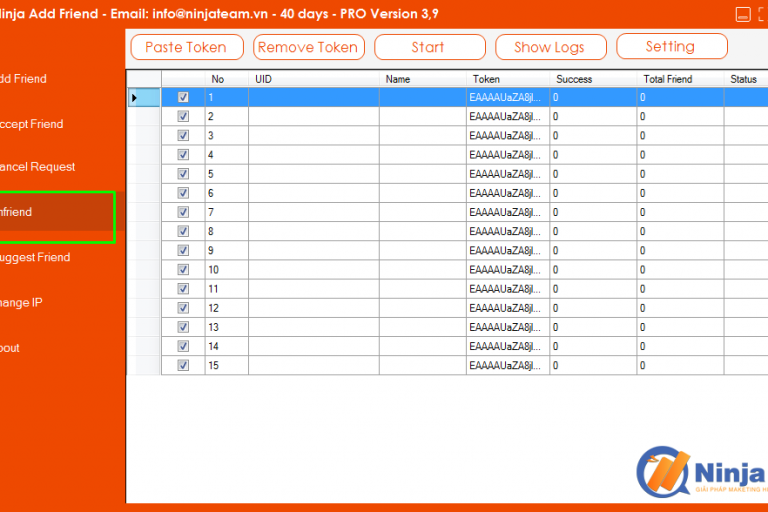 Ninja Add Friend - Email: info@ninjateam.vn - 40 days - PRO Version 3,9
Paste Token Remove Token Start Show Logs Setting
dd Friend
ccept Friend
ancel Request
nfriend
uggest Friend
hange IP
bout
No UID Name Token Success Total Friend Status
1 EAAAAUaZA8jl... 0 0
2 EAAAAUaZA8jl... 0 0
3 EAAAAUaZA8jl... 0 0
4 EAAAAUaZA8jl... 0 0
5 EAAAAUaZA8jl... 0 0
6 EAAAAUaZA8jl... 0 0
7 EAAAAUaZA8jl... 0 0
8 EAAAAUaZA8jl... 0 0
9 EAAAAUaZA8jl... 0 0
10 EAAAAUaZA8jl... 0 0
11 EAAAAUaZA8jl... 0 0
12 EAAAAUaZA8jl... 0 0
13 EAAAAUaZA8jl... 0 0
14 EAAAAUaZA8jl... 0 0
15 EAAAAUaZA8jl... 0 0
Ninja
GIẢI PHÁP MARKETING H